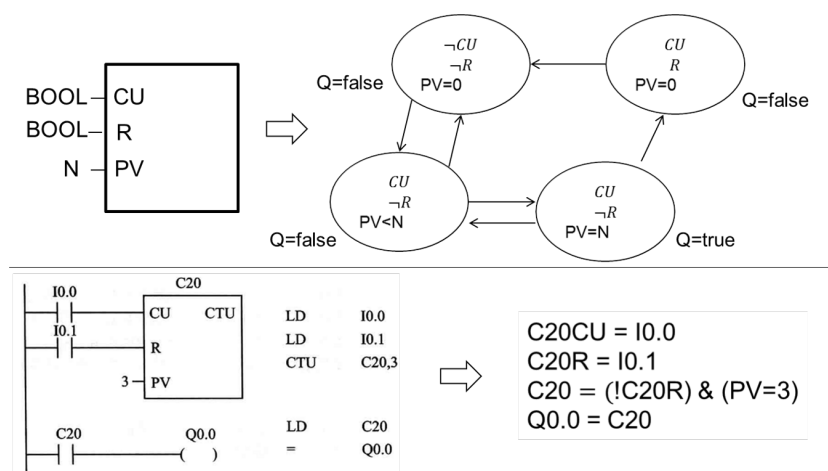 BOOL
CU
BOOL
R
N
PV
¬CU
¬R
PV=0
Q=false
CU
R
PV=0
Q=false
CU
¬R
PV<N
Q=false
CU
¬R
PV=N
Q=true
C20
I0.0
CU CTU
I0.1
R
3 PV
C20 Q0.0
( )
LD I0.0
LD I0.1
CTU C20,3
LD C20
= Q0.0
C20CU = I0.0
C20R = I0.1
C20 = (!C20R) & (PV=3)
Q0.0 = C20